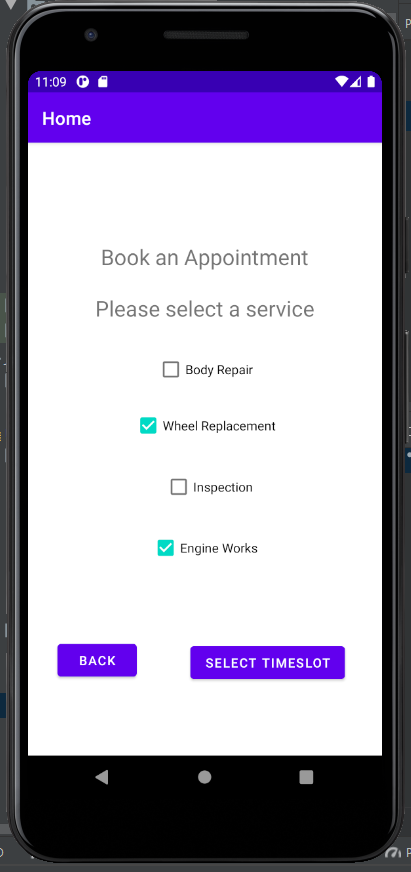 11:09
Home
Book an Appointment
Please select a service
Body Repair
Wheel Replacement
Inspection
Engine Works
BACK
SELECT TIMESLOT